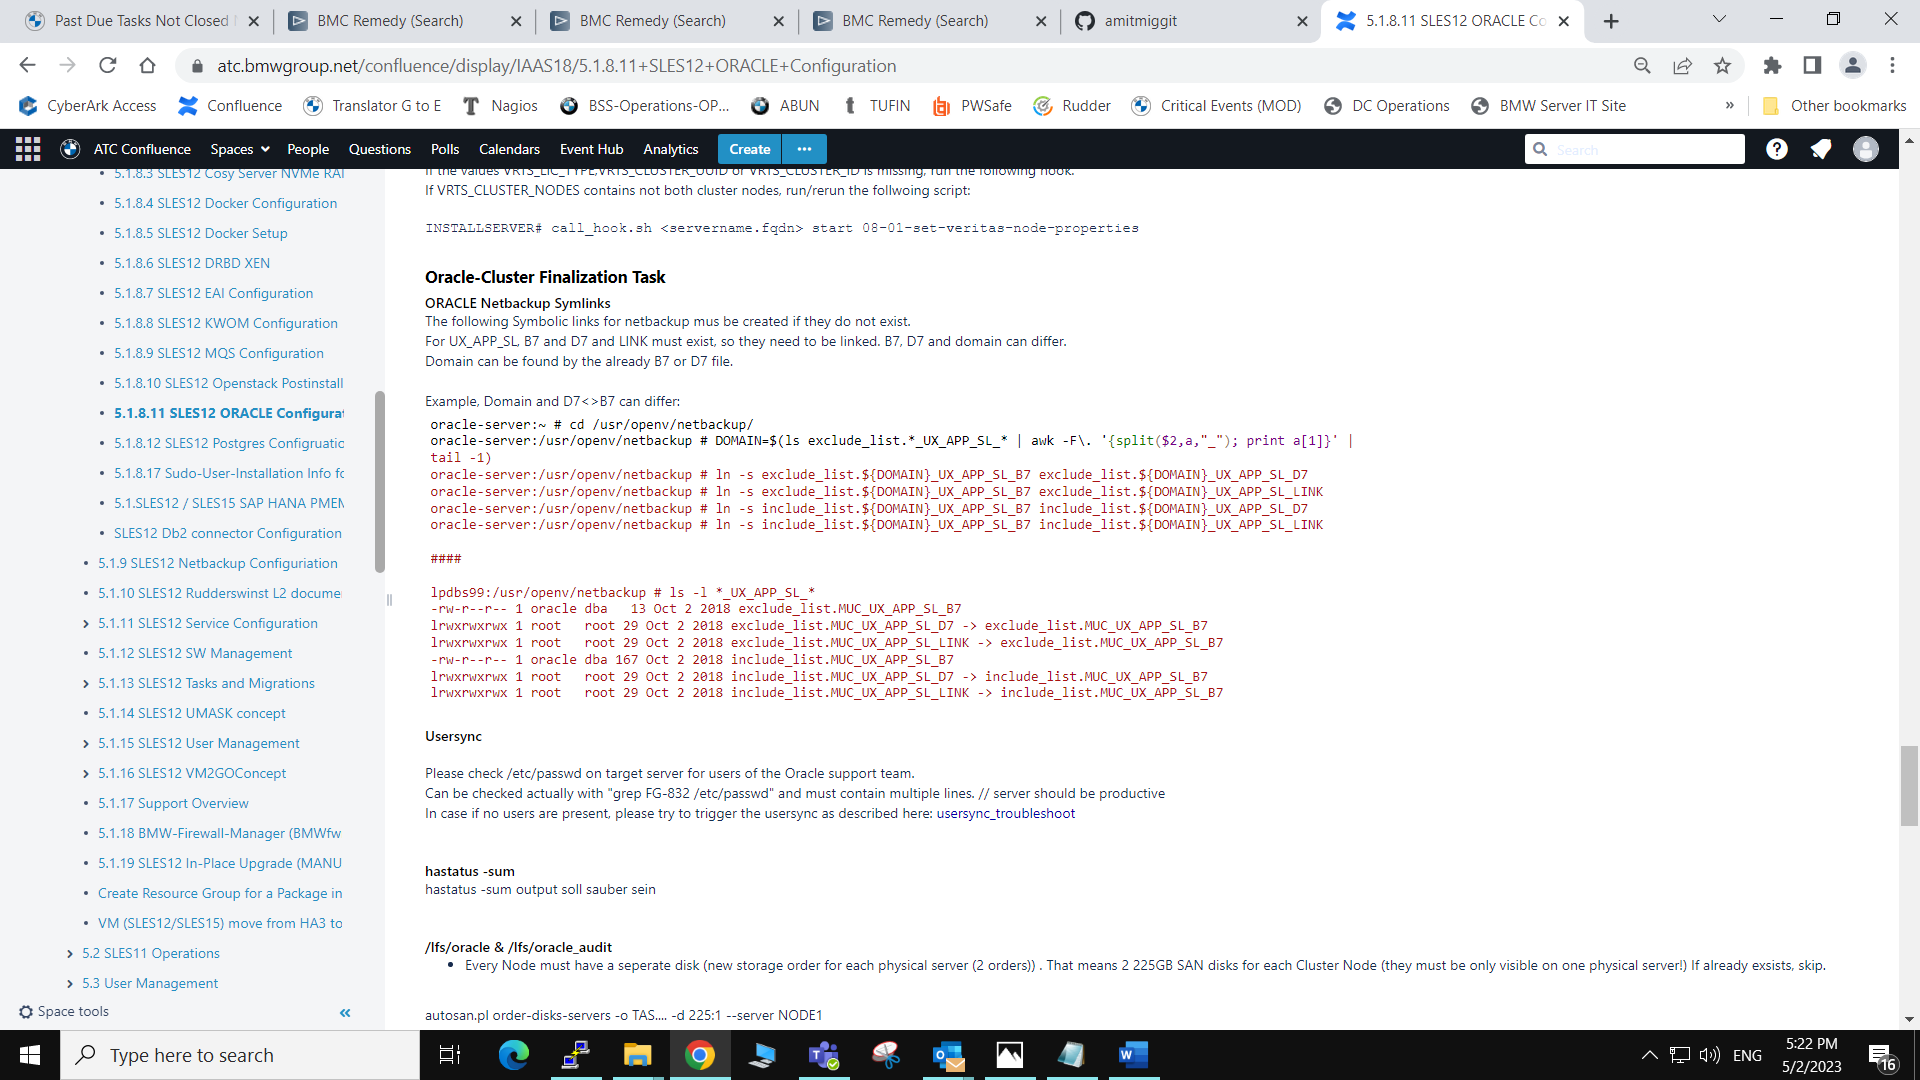 Past Due Tasks Not Closed
BMC Remedy (Search)
BMC Remedy (Search)
BMC Remedy (Search)
amitmiggit
5.1.8.11 SLES12 ORACLE Co
atc.bmwgroup.net/confluence/display/IAAS18/5.1.8.11+SLES12+ORACLE+Configuration
CyberArk Access
Confluence
Translator G to E
Nagios
BSS-Operations-OP...
ABUN
TUFIN
PWSafe
Rudder
Critical Events (MOD)
DC Operations
BMW Server IT Site
»
Other bookmarks
ATC Confluence
Spaces
People
Questions
Polls
Calendars
Event Hub
Analytics
Create
Search
5.1.8.3 SLES12 Cosy Server NVMe RAI
5.1.8.4 SLES12 Docker Configuration
5.1.8.5 SLES12 Docker Setup
5.1.8.6 SLES12 DRBD XEN
5.1.8.7 SLES12 EAI Configuration
5.1.8.8 SLES12 KWOM Configuration
5.1.8.9 SLES12 MQS Configuration
5.1.8.10 SLES12 Openstack Postinstall
5.1.8.11 SLES12 ORACLE Configurat
5.1.8.12 SLES12 Postgres Configruatio
5.1.8.17 Sudo-User-Installation Info fo
5.1.SLES12 / SLES15 SAP HANA PMEM
SLES12 Db2 connector Configuration
5.1.9 SLES12 Netbackup Configuriation
5.1.10 SLES12 Rudderswinst L2 docume
5.1.11 SLES12 Service Configuration
5.1.12 SLES12 SW Management
5.1.13 SLES12 Tasks and Migrations
5.1.14 SLES12 UMASK concept
5.1.15 SLES12 User Management
5.1.16 SLES12 VM2GOConcept
5.1.17 Support Overview
5.1.18 BMW-Firewall-Manager (BMWfw
5.1.19 SLES12 In-Place Upgrade (MANU
Create Resource Group for a Package in
VM (SLES12/SLES15) move from HA3 to
5.2 SLES11 Operations
5.3 User Management
Space tools
«
If the values VRTS_LIC_TYPE,VRTS_CLUSTER_UUID or VRTS_CLUSTER_ID is missing, run the following hook.
If VRTS_CLUSTER_NODES contains not both cluster nodes, run/rerun the follwoing script:
INSTALLSERVER# call_hook.sh <servername.fqdn> start 08-01-set-veritas-node-properties
Oracle-Cluster Finalization Task
ORACLE Netbackup Symlinks
The following Symbolic links for netbackup mus be created if they do not exist.
For UX_APP_SL, B7 and D7 and LINK must exist, so they need to be linked. B7, D7 and domain can differ.
Domain can be found by the already B7 or D7 file.
Example, Domain and D7<>B7 can differ:
oracle-server:~ # cd /usr/openv/netbackup/
oracle-server:/usr/openv/netbackup # DOMAIN=$(ls exclude_list.*_UX_APP_SL_* | awk -F\. '{split($2,a,"_"); print a[1]}' |
tail -1)
oracle-server:/usr/openv/netbackup # ln -s exclude_list.${DOMAIN}_UX_APP_SL_B7 exclude_list.${DOMAIN}_UX_APP_SL_D7
oracle-server:/usr/openv/netbackup # ln -s exclude_list.${DOMAIN}_UX_APP_SL_B7 exclude_list.${DOMAIN}_UX_APP_SL_LINK
oracle-server:/usr/openv/netbackup # ln -s include_list.${DOMAIN}_UX_APP_SL_B7 include_list.${DOMAIN}_UX_APP_SL_D7
oracle-server:/usr/openv/netbackup # ln -s include_list.${DOMAIN}_UX_APP_SL_B7 include_list.${DOMAIN}_UX_APP_SL_LINK
####
lpdbs99:/usr/openv/netbackup # ls -l *_UX_APP_SL_*
-rw-r--r-- 1 oracle dba   13 Oct 2 2018 exclude_list.MUC_UX_APP_SL_B7
lrwxrwxrwx 1 root   root 29 Oct 2 2018 exclude_list.MUC_UX_APP_SL_D7 -> exclude_list.MUC_UX_APP_SL_B7
lrwxrwxrwx 1 root   root 29 Oct 2 2018 exclude_list.MUC_UX_APP_SL_LINK -> exclude_list.MUC_UX_APP_SL_B7
-rw-r--r-- 1 oracle dba 167 Oct 2 2018 include_list.MUC_UX_APP_SL_B7
lrwxrwxrwx 1 root   root 29 Oct 2 2018 include_list.MUC_UX_APP_SL_D7 -> include_list.MUC_UX_APP_SL_B7
lrwxrwxrwx 1 root   root 29 Oct 2 2018 include_list.MUC_UX_APP_SL_LINK -> include_list.MUC_UX_APP_SL_B7
Usersync
Please check /etc/passwd on target server for users of the Oracle support team.
Can be checked actually with "grep FG-832 /etc/passwd" and must contain multiple lines. // server should be productive
In case if no users are present, please try to trigger the usersync as described here: usersync_troubleshoot
hastatus -sum
hastatus -sum output soll sauber sein
/lfs/oracle & /lfs/oracle_audit
Every Node must have a seperate disk (new storage order for each physical server (2 orders)) . That means 2 225GB SAN disks for each Cluster Node (they must be only visible on one physical server!) If already exsists, skip.
autosan.pl order-disks-servers -o TAS.... -d 225:1 --server NODE1
Type here to search
ENG
5:22 PM
5/2/2023
16